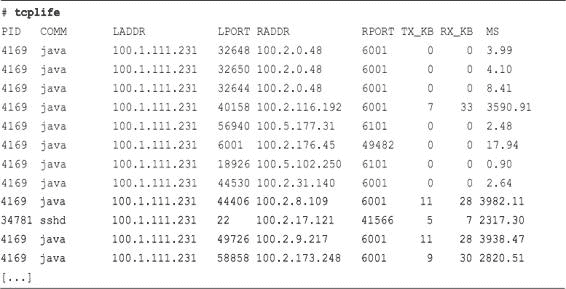 # tcplife
PID COMM LADDR LPORT RADDR RPORT TX_KB RX_KB MS
4169 java 100.1.111.231 32648 100.2.0.48 6001 0 0 3.99
4169 java 100.1.111.231 32650 100.2.0.48 6001 0 0 4.10
4169 java 100.1.111.231 32644 100.2.0.48 6001 0 0 8.41
4169 java 100.1.111.231 40158 100.2.116.192 6001 7 33 3590.91
4169 java 100.1.111.231 56940 100.5.177.31 6101 0 0 2.48
4169 java 100.1.111.231 6001 100.2.176.45 49482 0 0 17.94
4169 java 100.1.111.231 18926 100.5.102.250 6101 0 0 0.90
4169 java 100.1.111.231 44530 100.2.31.140 6001 0 0 2.64
4169 java 100.1.111.231 44406 100.2.8.109 6001 11 28 3982.11
34781 sshd 100.1.111.231 22 100.2.17.121 41566 5 7 2317.30
4169 java 100.1.111.231 49726 100.2.9.217 6001 11 28 3938.47
4169 java 100.1.111.231 58858 100.2.173.248 6001 9 30 2820.51
[...]